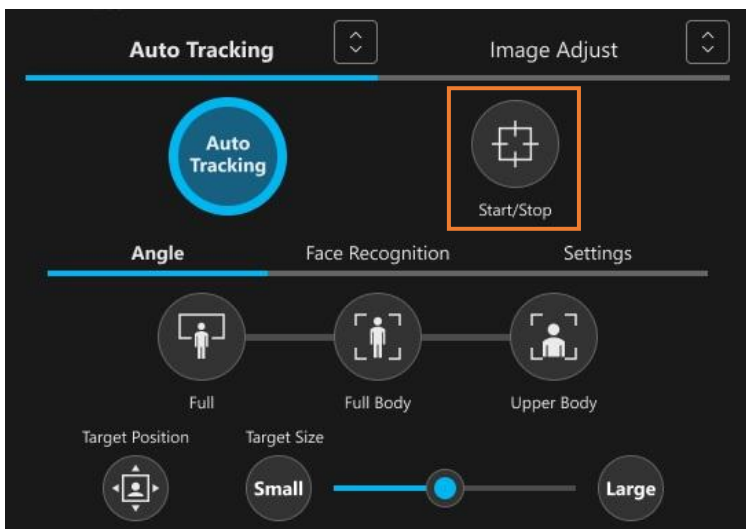 Auto Tracking
Image Adjust
Auto
Tracking
Start/Stop
Angle
Face Recognition
Settings
Full
Full Body
Upper Body
Target Position
Target Size
Small
Large